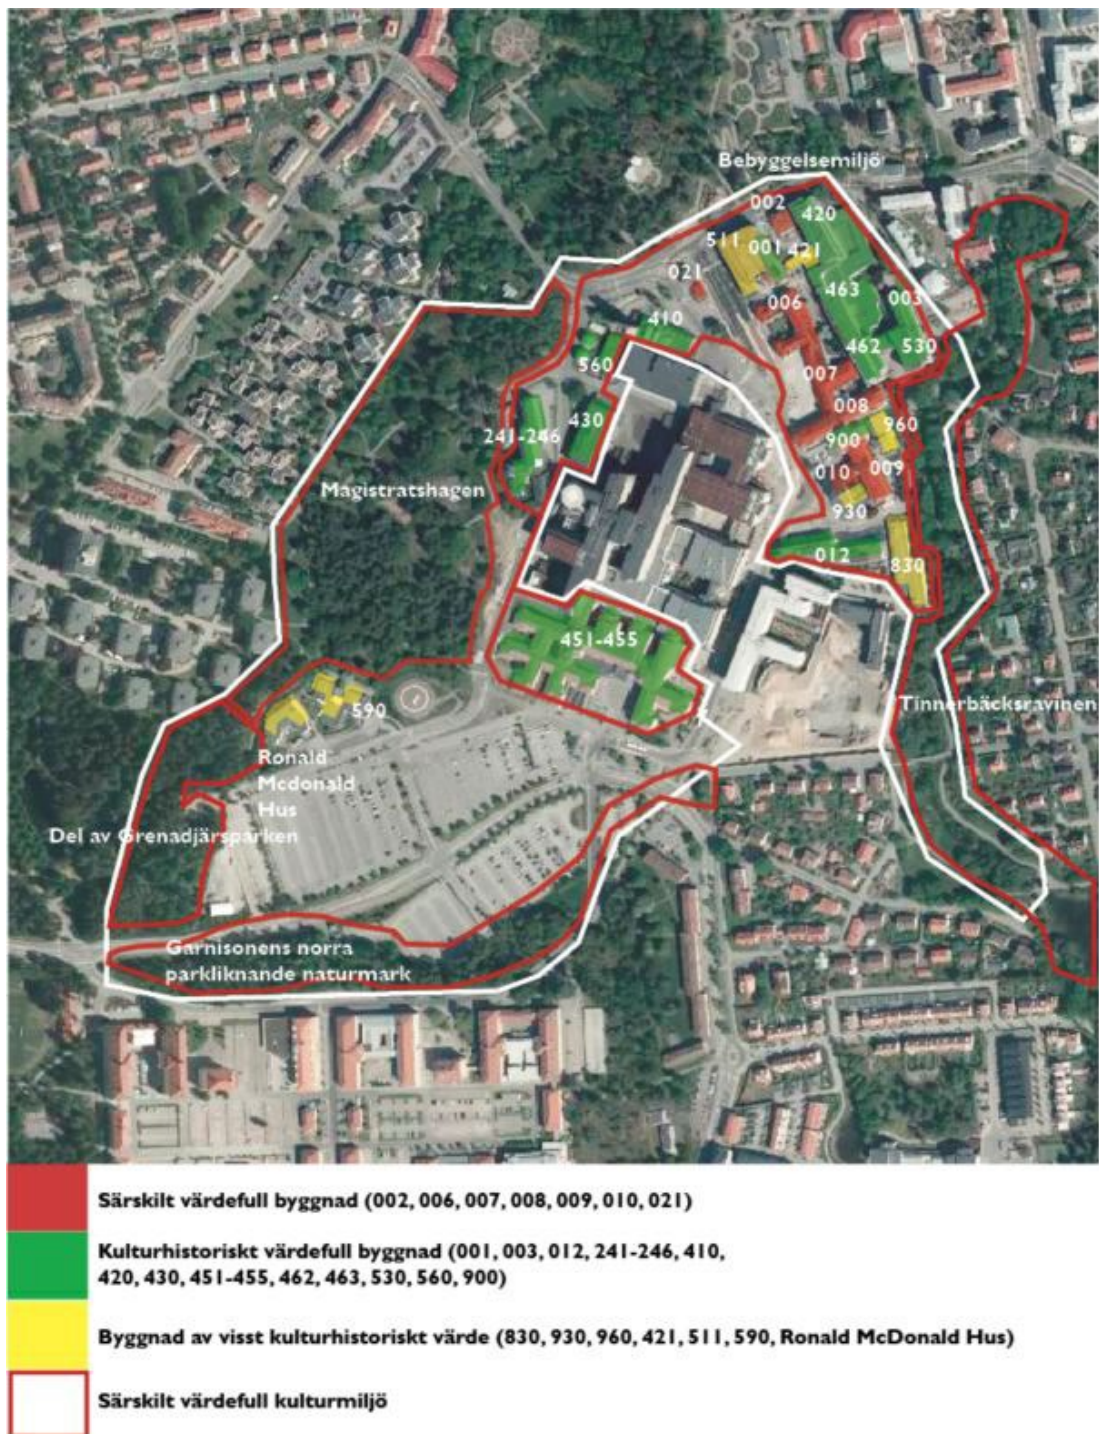 Bebyggelsemiljö
002
420
511
001
421
021
463
003
006
410
462
530
560
007
008
430
960
241-246
900
010
009
Magistratshagen
930
012
830
451-455
590
Tinnerbäcksravinen
Ronald
Mcdonald
Hus
Del av Grenadjärsparken
Garnisonens norra
parkliknande naturmark
Särskilt värdefull byggnad (002, 006, 007, 008, 009, 010, 021)
Kulturhistoriskt värdefull byggnad (001, 003, 012, 241-246, 410,
420, 430, 451-455, 462, 463, 530, 560, 900)
Byggnad av visst kulturhistoriskt värde (830, 930, 960, 421, 511, 590, Ronald McDonald Hus)
Särskilt värdefull kulturmiljö